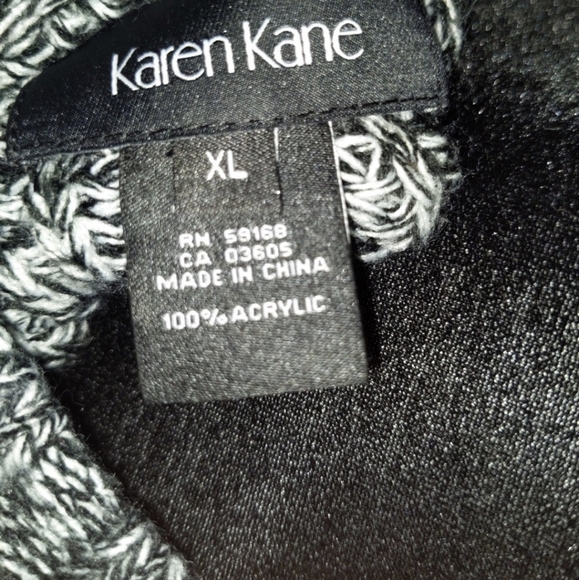 Karen Kane
XL
RN 59168
CA 03605
MADE IN CHINA
100% ACRYLIC